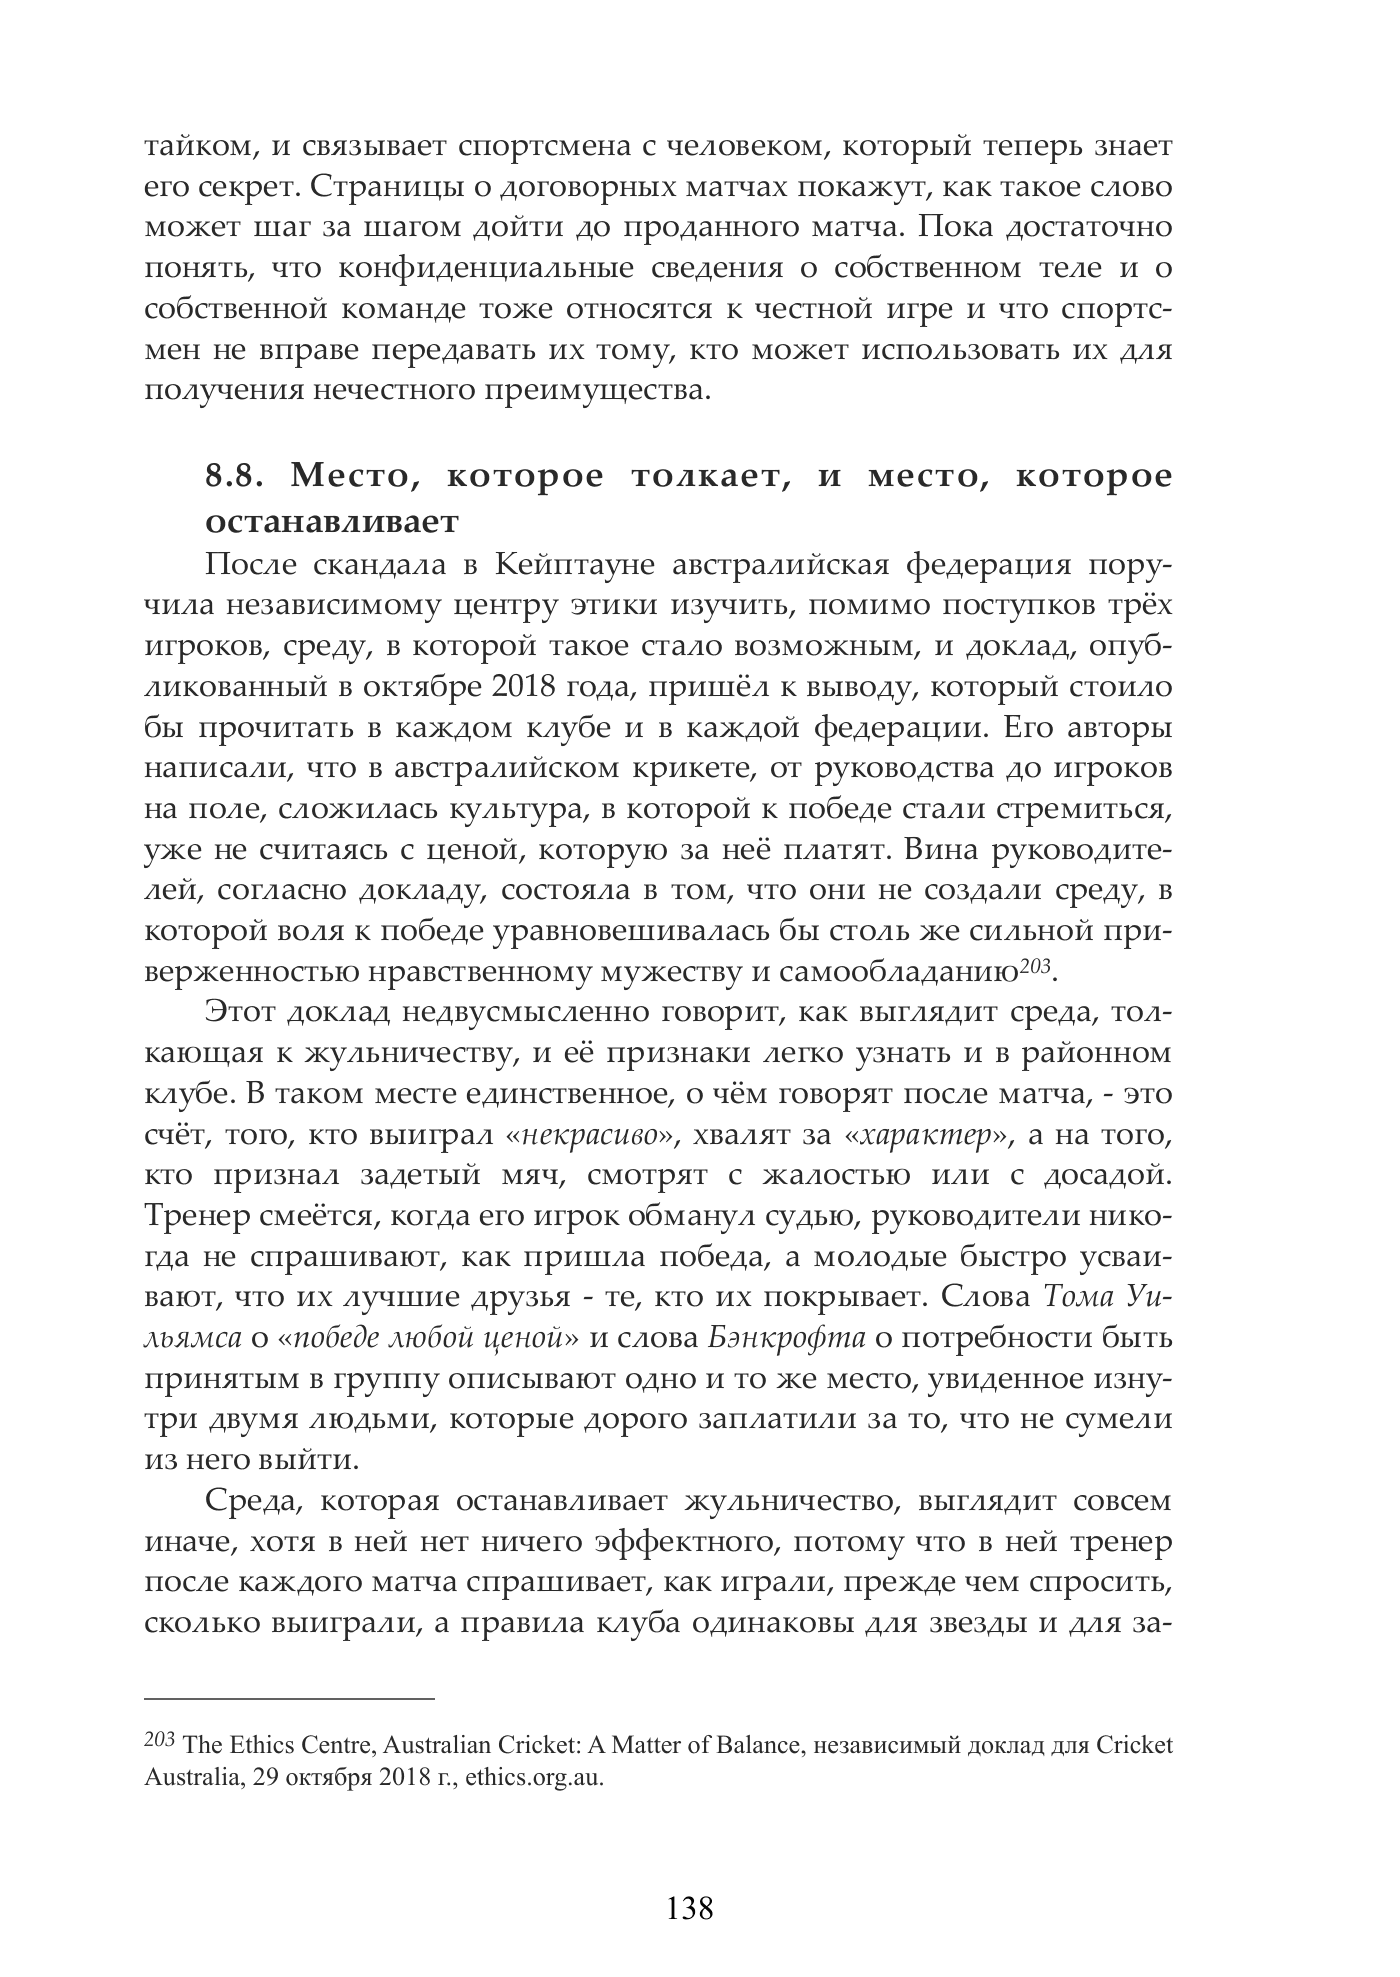 тайком, и связывает спортсмена с человеком, который теперь знает
его секрет. Страницы о договорных матчах покажут, как такое слово
может шаг за шагом дойти до проданного матча. Пока достаточно
понять, что конфиденциальные сведения о собственном теле и о
собственной команде тоже относятся к честной игре и что спортс-
мен не вправе передавать их тому, кто может использовать их для
получения нечестного преимущества.
8.8. Место, которое толкает, и место, которое
останавливает
После скандала в Кейптауне австралийская федерация пору-
чила независимому центру этики изучить, помимо поступков трёх
игроков, среду, в которой такое стало возможным, и доклад, опуб-
ликованный в октябре 2018 года, пришёл к выводу, который стоило
бы прочитать в каждом клубе и в каждой федерации. Его авторы
написали, что в австралийском крикете, от руководства до игроков
на поле, сложилась культура, в которой к победе стали стремиться,
уже не считаясь с ценой, которую за неё платят. Вина руководите-
лей, согласно докладу, состояла в том, что они не создали среду, в
которой воля к победе уравновешивалась бы столь же сильной при-
верженностью нравственному мужеству и самообладанию203.
Этот доклад недвусмысленно говорит, как выглядит среда, тол-
кающая к жульничеству, и её признаки легко узнать и в районном
клубе. В таком месте единственное, о чём говорят после матча, - это
счёт, того, кто выиграл «некрасиво», хвалят за «характер», а на того,
кто признал задетый мяч, смотрят с жалостью или с досадой.
Тренер смеётся, когда его игрок обманул судью, руководители нико-
гда не спрашивают, как пришла победа, а молодые быстро усваи-
вают, что их лучшие друзья - те, кто их покрывает. Слова Тома Уи-
льямса о «победе любой ценой» и слова Бэнкрофта о потребности быть
принятым в группу описывают одно и то же место, увиденное изну-
три двумя людьми, которые дорого заплатили за то, что не сумели
из него выйти.
Среда, которая останавливает жульничество, выглядит совсем
иначе, хотя в ней нет ничего эффектного, потому что в ней тренер
после каждого матча спрашивает, как играли, прежде чем спросить,
сколько выиграли, а правила клуба одинаковы для звезды и для за-
203 The Ethics Centre, Australian Cricket: A Matter of Balance, независимый доклад для Cricket
Australia, 29 октября 2018 г., ethics.org.au.
138